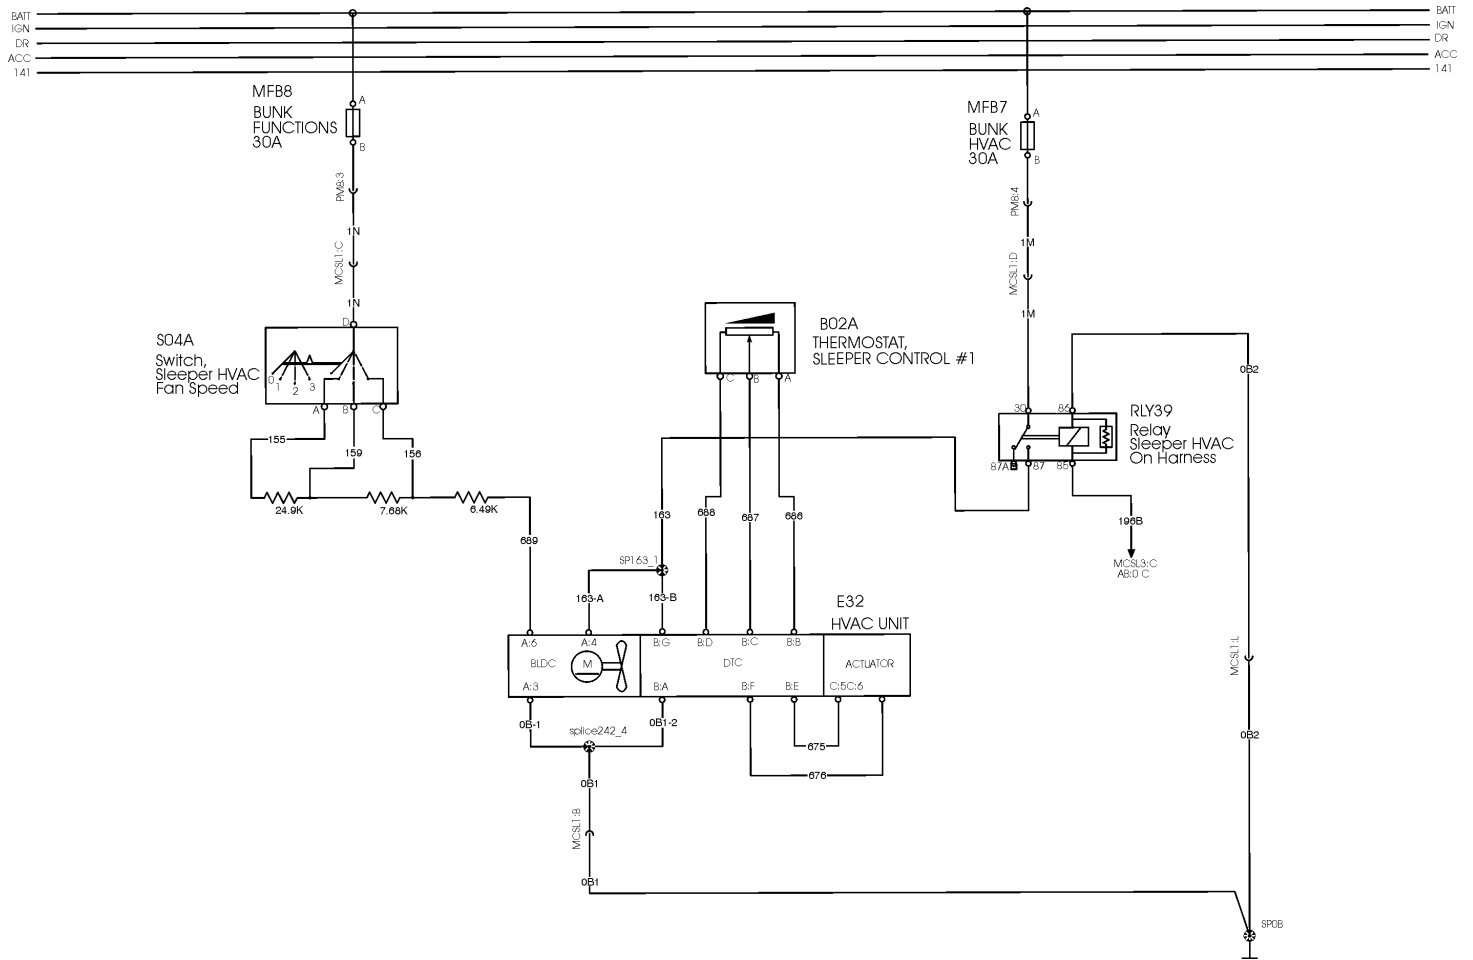 BATT BATT
IGN IGN
DR DR
ACC ACC
141 141
MFB8
BUNK
FUNCTIONS
30A
A
B
PM8:3
1N
MCSL1:C
1N
MFB7
BUNK
HVAC
30A
A
B
PM8:4
1M
MCSL1:D
1M
S04A
Switch,
Sleeper HVAC
Fan Speed
D
0 1 2 3
A B C
155 159 156
24.9K 7.68K 6.49K
689
B02A
THERMOSTAT,
SLEEPER CONTROL #1
C B A
688 687 686
163
SP163_1
163-A 163-B
30 86
RLY39
Relay
Sleeper HVAC
On Harness
87A 87 85
0B2
196B
MCSL3:C
AB:0 C
E32
HVAC UNIT
A:6 A:4 B:G B:D B:C B:B
BLDC M DTC ACTUATOR
A:3 B:A B:F B:E C:5 C:6
0B-1 0B1-2
splice242_4
675
676
0B1
MCSL1:B
0B1
MCSL1:L
0B2
SP0B